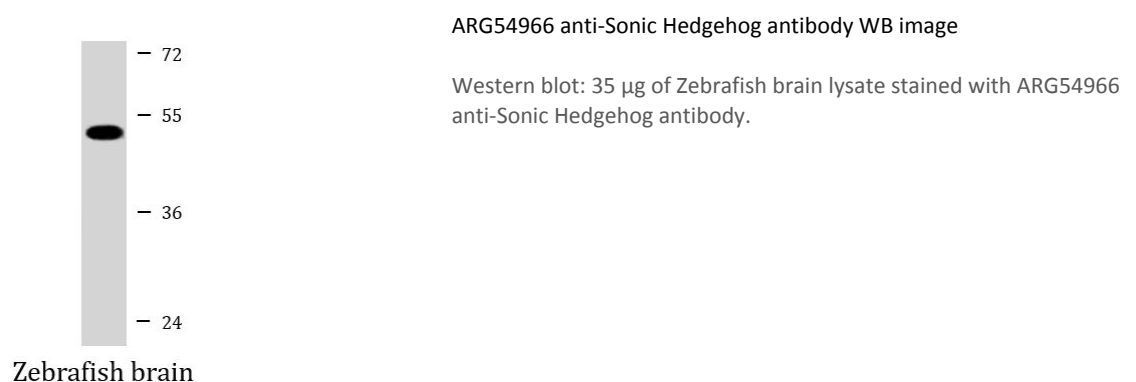 ARG54966 anti-Sonic Hedgehog antibody WB image
Western blot: 35 µg of Zebrafish brain lysate stained with ARG54966
anti-Sonic Hedgehog antibody.
72
55
36
24
Zebrafish brain